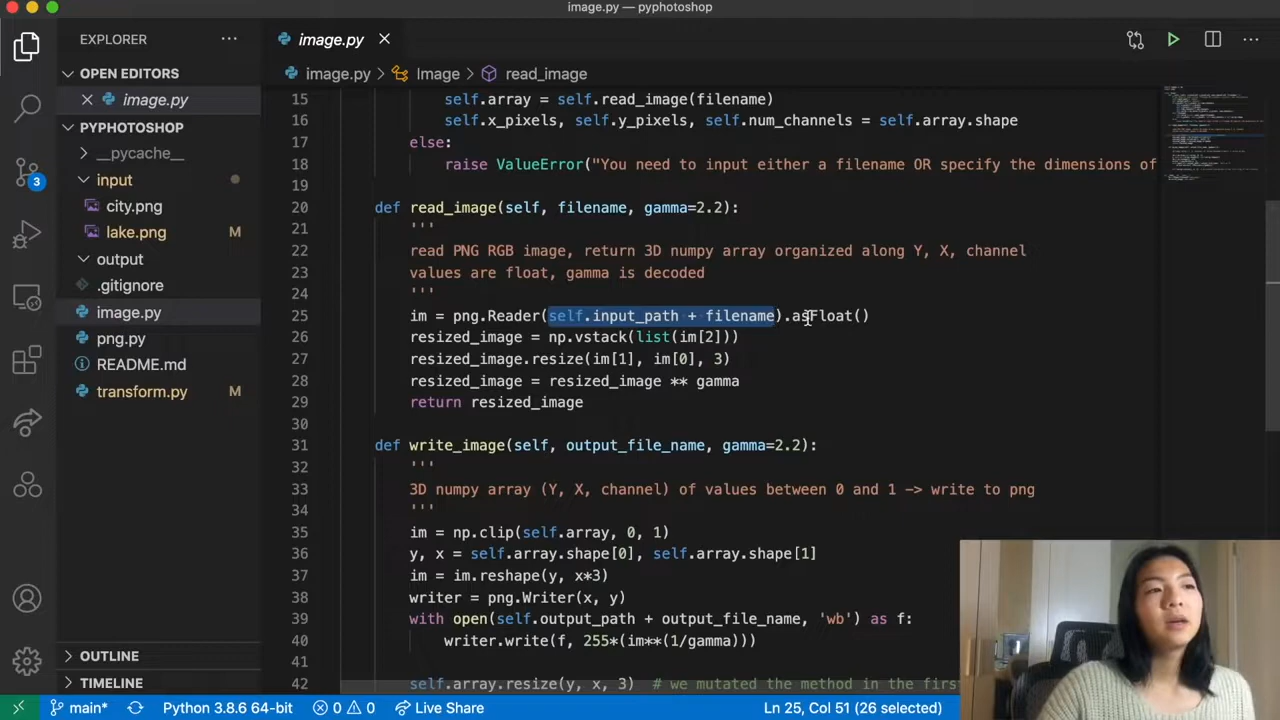 image.py — pyphotoshop
EXPLORER
OPEN EDITORS
image.py
PYPHOTOSHOP
__pycache__
input
city.png
lake.png M
output
.gitignore
image.py
png.py
README.md
transform.py M
OUTLINE
TIMELINE
3
image.py
image.py > Image > read_image
15 self.array = self.read_image(filename)
16 self.x_pixels, self.y_pixels, self.num_channels = self.array.shape
17 else:
18 raise ValueError("You need to input either a filename OR specify the dimensions of
19
20 def read_image(self, filename, gamma=2.2):
21 '''
22 read PNG RGB image, return 3D numpy array organized along Y, X, channel
23 values are float, gamma is decoded
24 '''
25 im = png.Reader(self.input_path + filename).asFloat()
26 resized_image = np.vstack(list(im[2]))
27 resized_image.resize(im[1], im[0], 3)
28 resized_image = resized_image ** gamma
29 return resized_image
30
31 def write_image(self, output_file_name, gamma=2.2):
32 '''
33 3D numpy array (Y, X, channel) of values between 0 and 1 -> write to png
34 '''
35 im = np.clip(self.array, 0, 1)
36 y, x = self.array.shape[0], self.array.shape[1]
37 im = im.reshape(y, x*3)
38 writer = png.Writer(x, y)
39 with open(self.output_path + output_file_name, 'wb') as f:
40 writer.write(f, 255*(im**(1/gamma)))
41
42 self.array.resize(y, x, 3) # we mutated the method in the firs
main* Python 3.8.6 64-bit 0 0 Live Share Ln 25, Col 51 (26 selected)